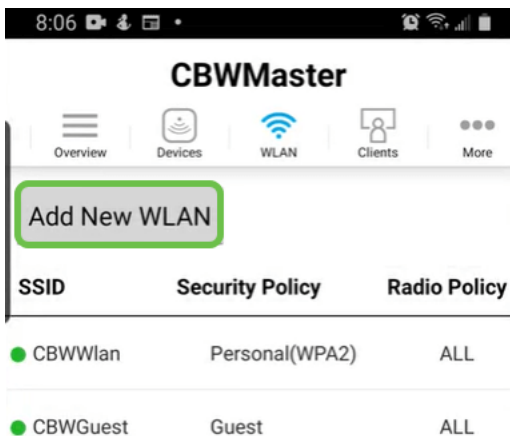 8:06
CBWMaster
Overview Devices WLAN Clients More
Add New WLAN
SSID Security Policy Radio Policy
CBWWlan Personal(WPA2) ALL
CBWGuest Guest ALL